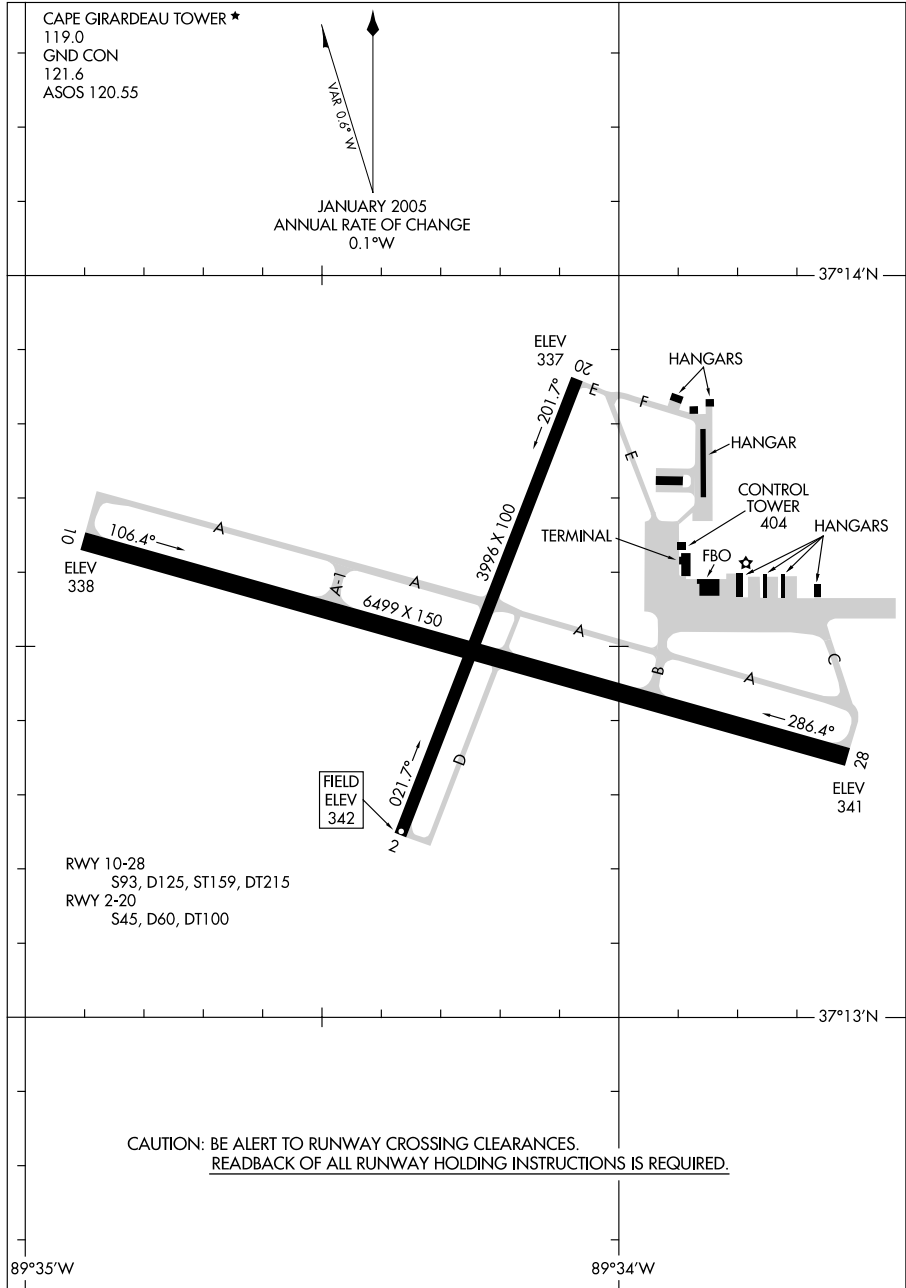 CAPE GIRARDEAU TOWER ★
119.0
GND CON
121.6
ASOS 120.55
VAR 0.6° W
JANUARY 2005
ANNUAL RATE OF CHANGE
0.1°W
37°14'N
ELEV
337
20
HANGARS
E
F
201.7°
HANGAR
E
CONTROL
TOWER
404
HANGARS
TERMINAL
FBO
3996 X 100
A
10
106.4°
ELEV
338
A-1
A
6499 X 150
A
B
A
C
286.4°
28
ELEV
341
D
021.7°
FIELD
ELEV
342
2
RWY 10-28
S93, D125, ST159, DT215
RWY 2-20
S45, D60, DT100
37°13'N
CAUTION: BE ALERT TO RUNWAY CROSSING CLEARANCES.
READBACK OF ALL RUNWAY HOLDING INSTRUCTIONS IS REQUIRED.
89°35'W
89°34'W